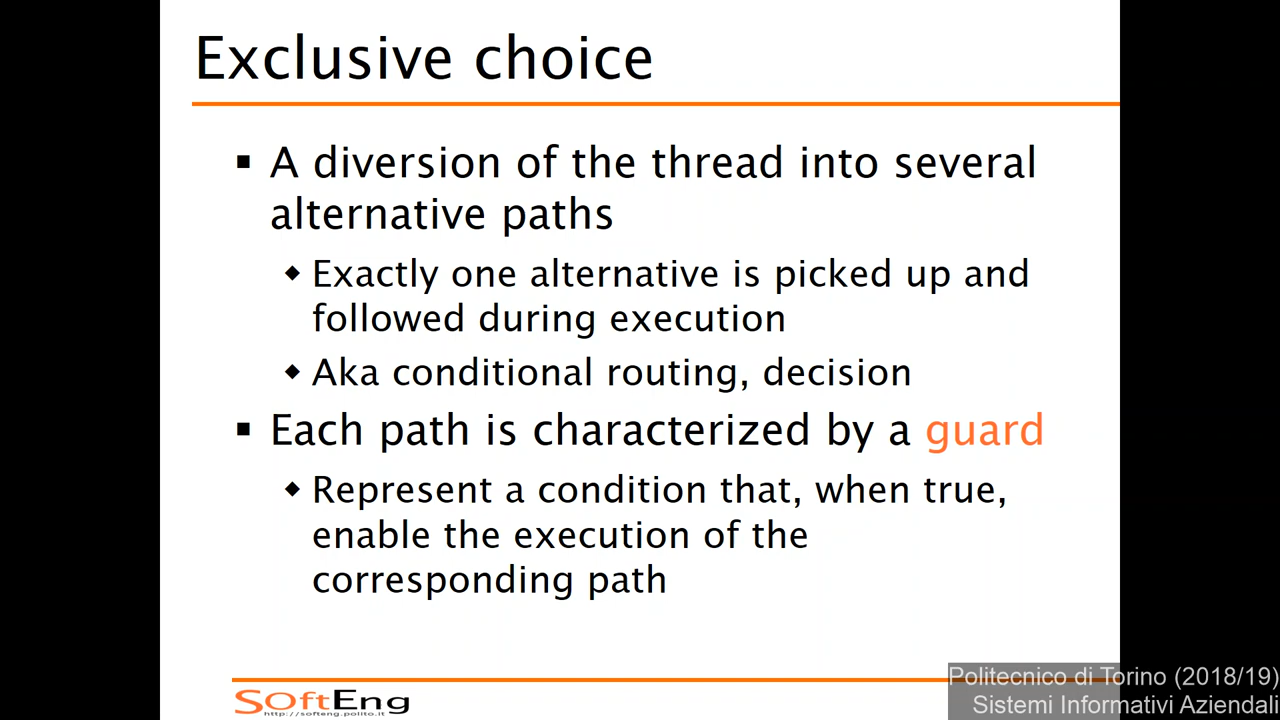 Exclusive choice
▪ A diversion of the thread into several
alternative paths
◆ Exactly one alternative is picked up and
followed during execution
◆ Aka conditional routing, decision
▪ Each path is characterized by a guard
◆ Represent a condition that, when true,
enable the execution of the
corresponding path
SoftEng
http://softeng.polito.it
Politecnico di Torino (2018/19)
Sistemi Informativi Aziendali